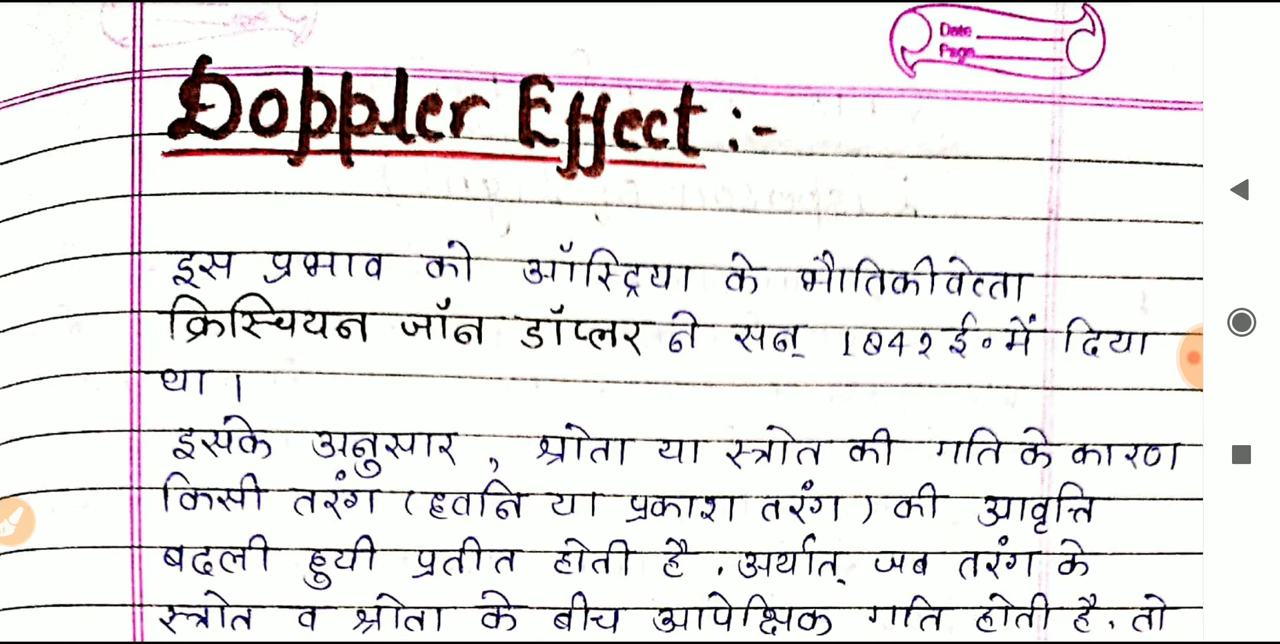 Date
Page
Doppler Effect :-
इस प्रभाव को ऑस्ट्रिया के भौतिकीवेत्ता
क्रिस्चियन जॉन डॉप्लर ने सन् 1842 ई० में दिया
था।
इसके अनुसार , श्रोता या स्त्रोत की गति के कारण
किसी तरंग (ध्वनि या प्रकाश तरंग) की आवृत्ति
बदली हुयी प्रतीत होती है . अर्थात् जब तरंग के
स्त्रोत व श्रोता के बीच आपेक्षिक गति होती है, तो